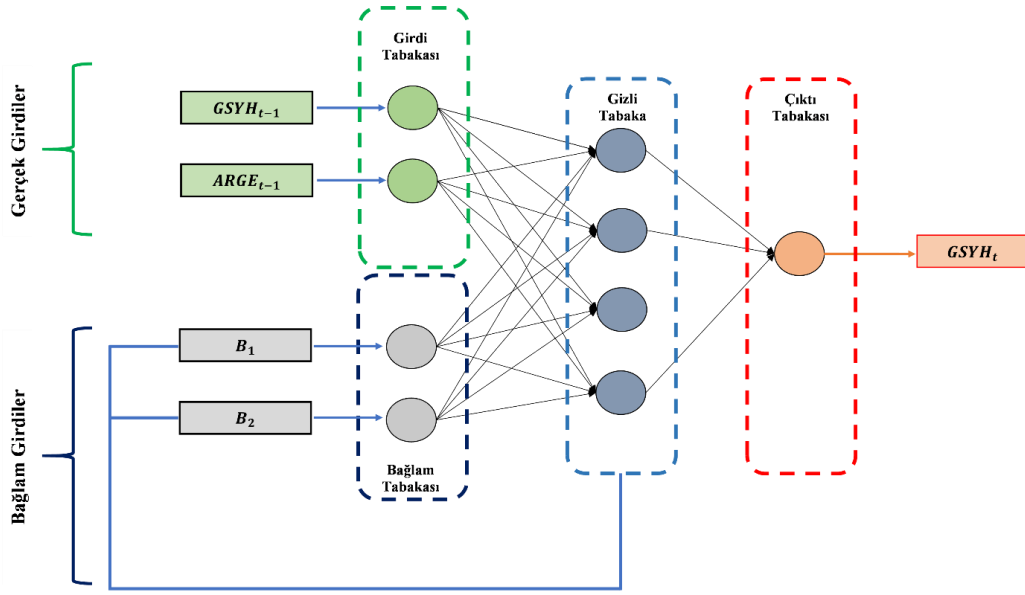 Gerçek Girdiler
GSYH_{t−1}
ARGE_{t−1}
Girdi
Tabakası
Bağlam Girdiler
B_1
B_2
Bağlam
Tabakası
Gizli
Tabaka
Çıktı
Tabakası
GSYH_t